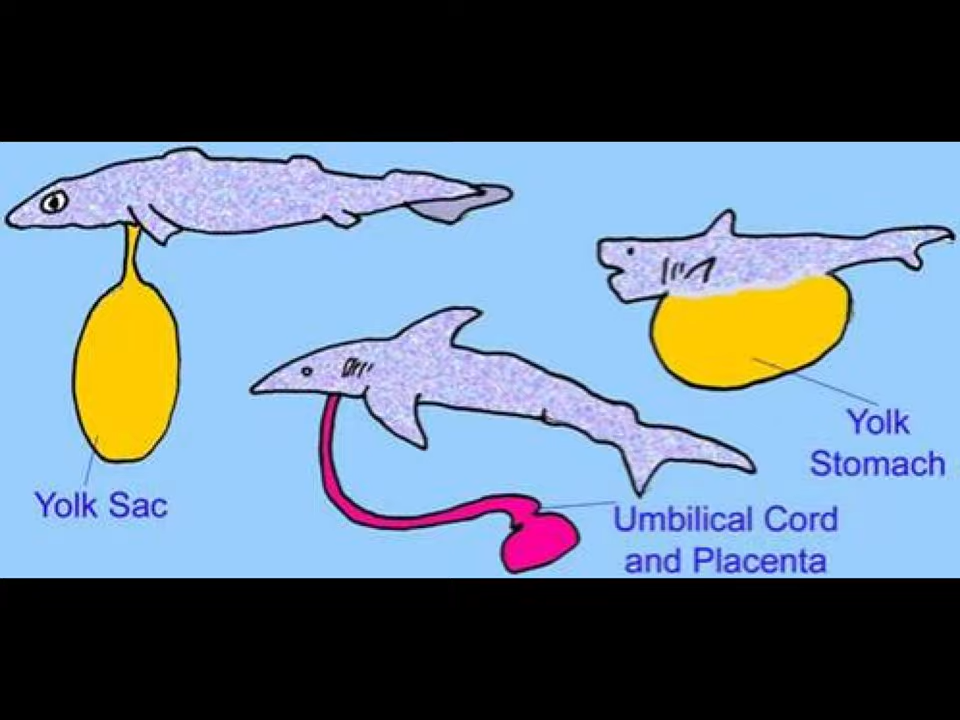 Yolk Sac
Umbilical Cord
and Placenta
Yolk
Stomach